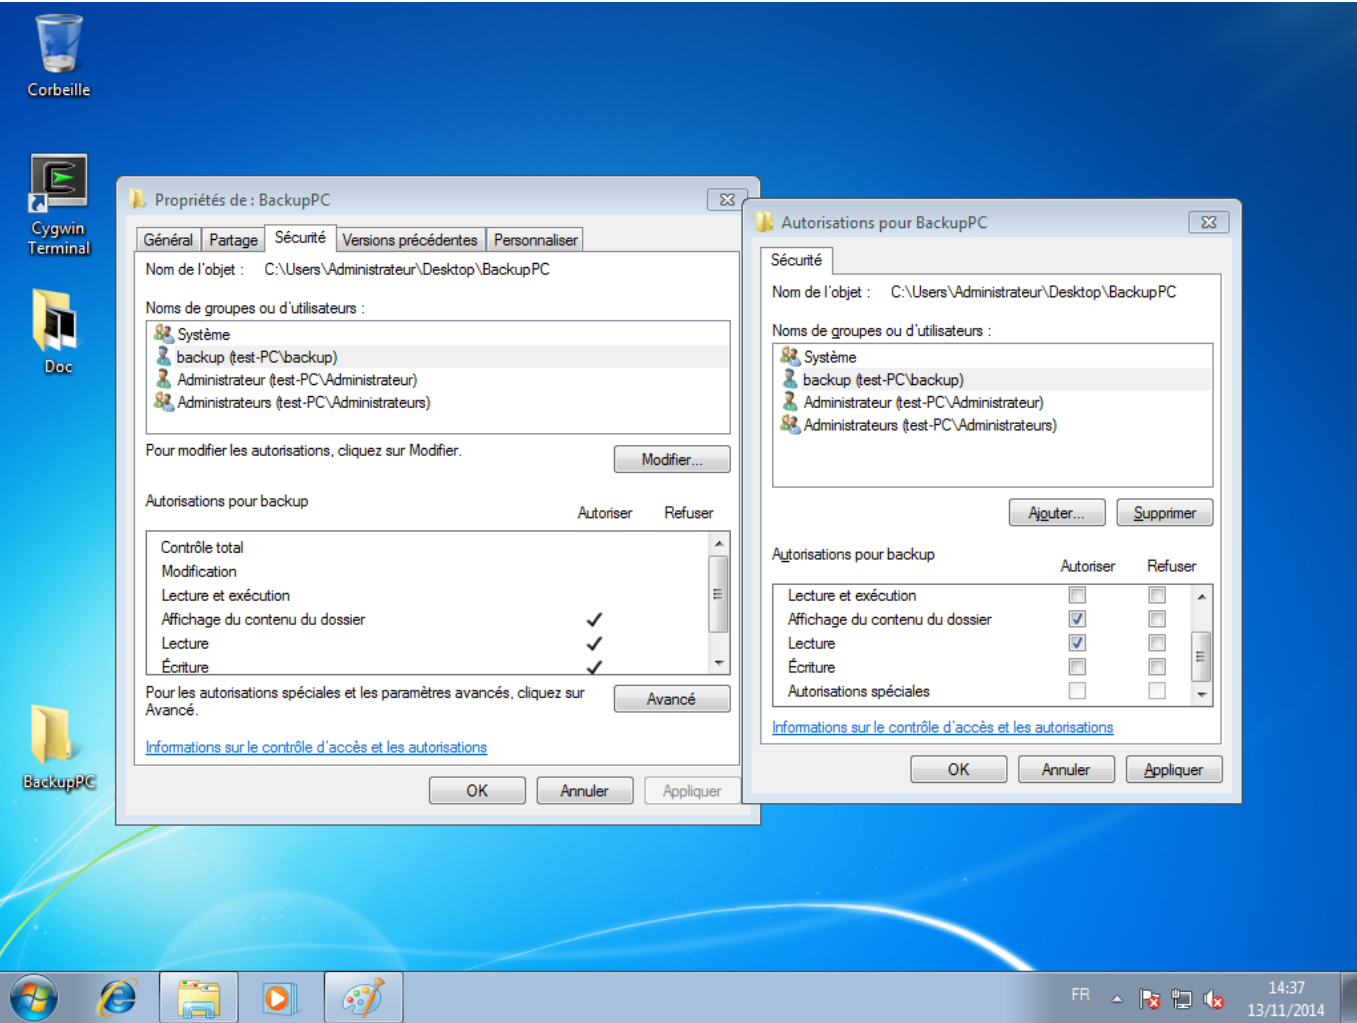 Corbeille
Cygwin
Terminal
Doc
BackupPC
Propriétés de : BackupPC
Général Partage Sécurité Versions précédentes Personnaliser
Nom de l'objet : C:\Users\Administrateur\Desktop\BackupPC
Noms de groupes ou d'utilisateurs :
Système
backup (test-PC\backup)
Administrateur (test-PC\Administrateur)
Administrateurs (test-PC\Administrateurs)
Pour modifier les autorisations, cliquez sur Modifier.
Modifier...
Autorisations pour backup
Autoriser Refuser
Contrôle total
Modification
Lecture et exécution
Affichage du contenu du dossier
Lecture
Écriture
Pour les autorisations spéciales et les paramètres avancés, cliquez sur
Avancé.
Avancé
Informations sur le contrôle d'accès et les autorisations
OK Annuler Appliquer
Autorisations pour BackupPC
Sécurité
Nom de l'objet : C:\Users\Administrateur\Desktop\BackupPC
Noms de groupes ou d'utilisateurs :
Système
backup (test-PC\backup)
Administrateur (test-PC\Administrateur)
Administrateurs (test-PC\Administrateurs)
Ajouter... Supprimer
Autorisations pour backup
Autoriser Refuser
Lecture et exécution
Affichage du contenu du dossier
Lecture
Écriture
Autorisations spéciales
Informations sur le contrôle d'accès et les autorisations
OK Annuler Appliquer
FR
14:37
13/11/2014